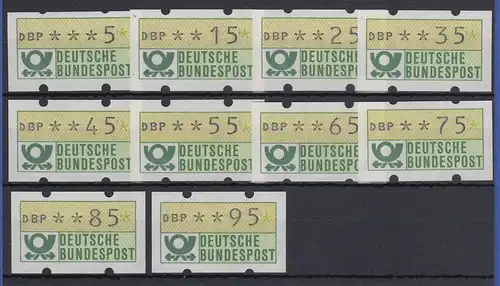 DBP ***5*
DEUTSCHE
BUNDESPOST
DBP **15*
DEUTSCHE
BUNDESPOST
DBP **25
DEUTSCHE
BUNDESP
DBP **35*
DEUTSCHE
BUNDESPOST
DBP **45*
DEUTSCHE
BUNDESPOST
DBP **55*
DEUTSCHE
BUNDESPOST
DBP **65
DEUTSCHE
BUNDESP
DBP **75*
DEUTSCHE
BUNDESPOST
DBP **85*
DEUTSCHE
BUNDESPOST
DBP **95*
DEUTSCHE
BUNDESPOST